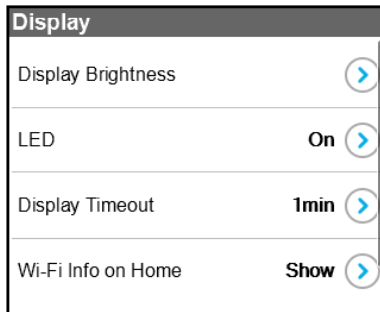 Display
Display Brightness
LED On
Display Timeout 1min
Wi-Fi Info on Home Show